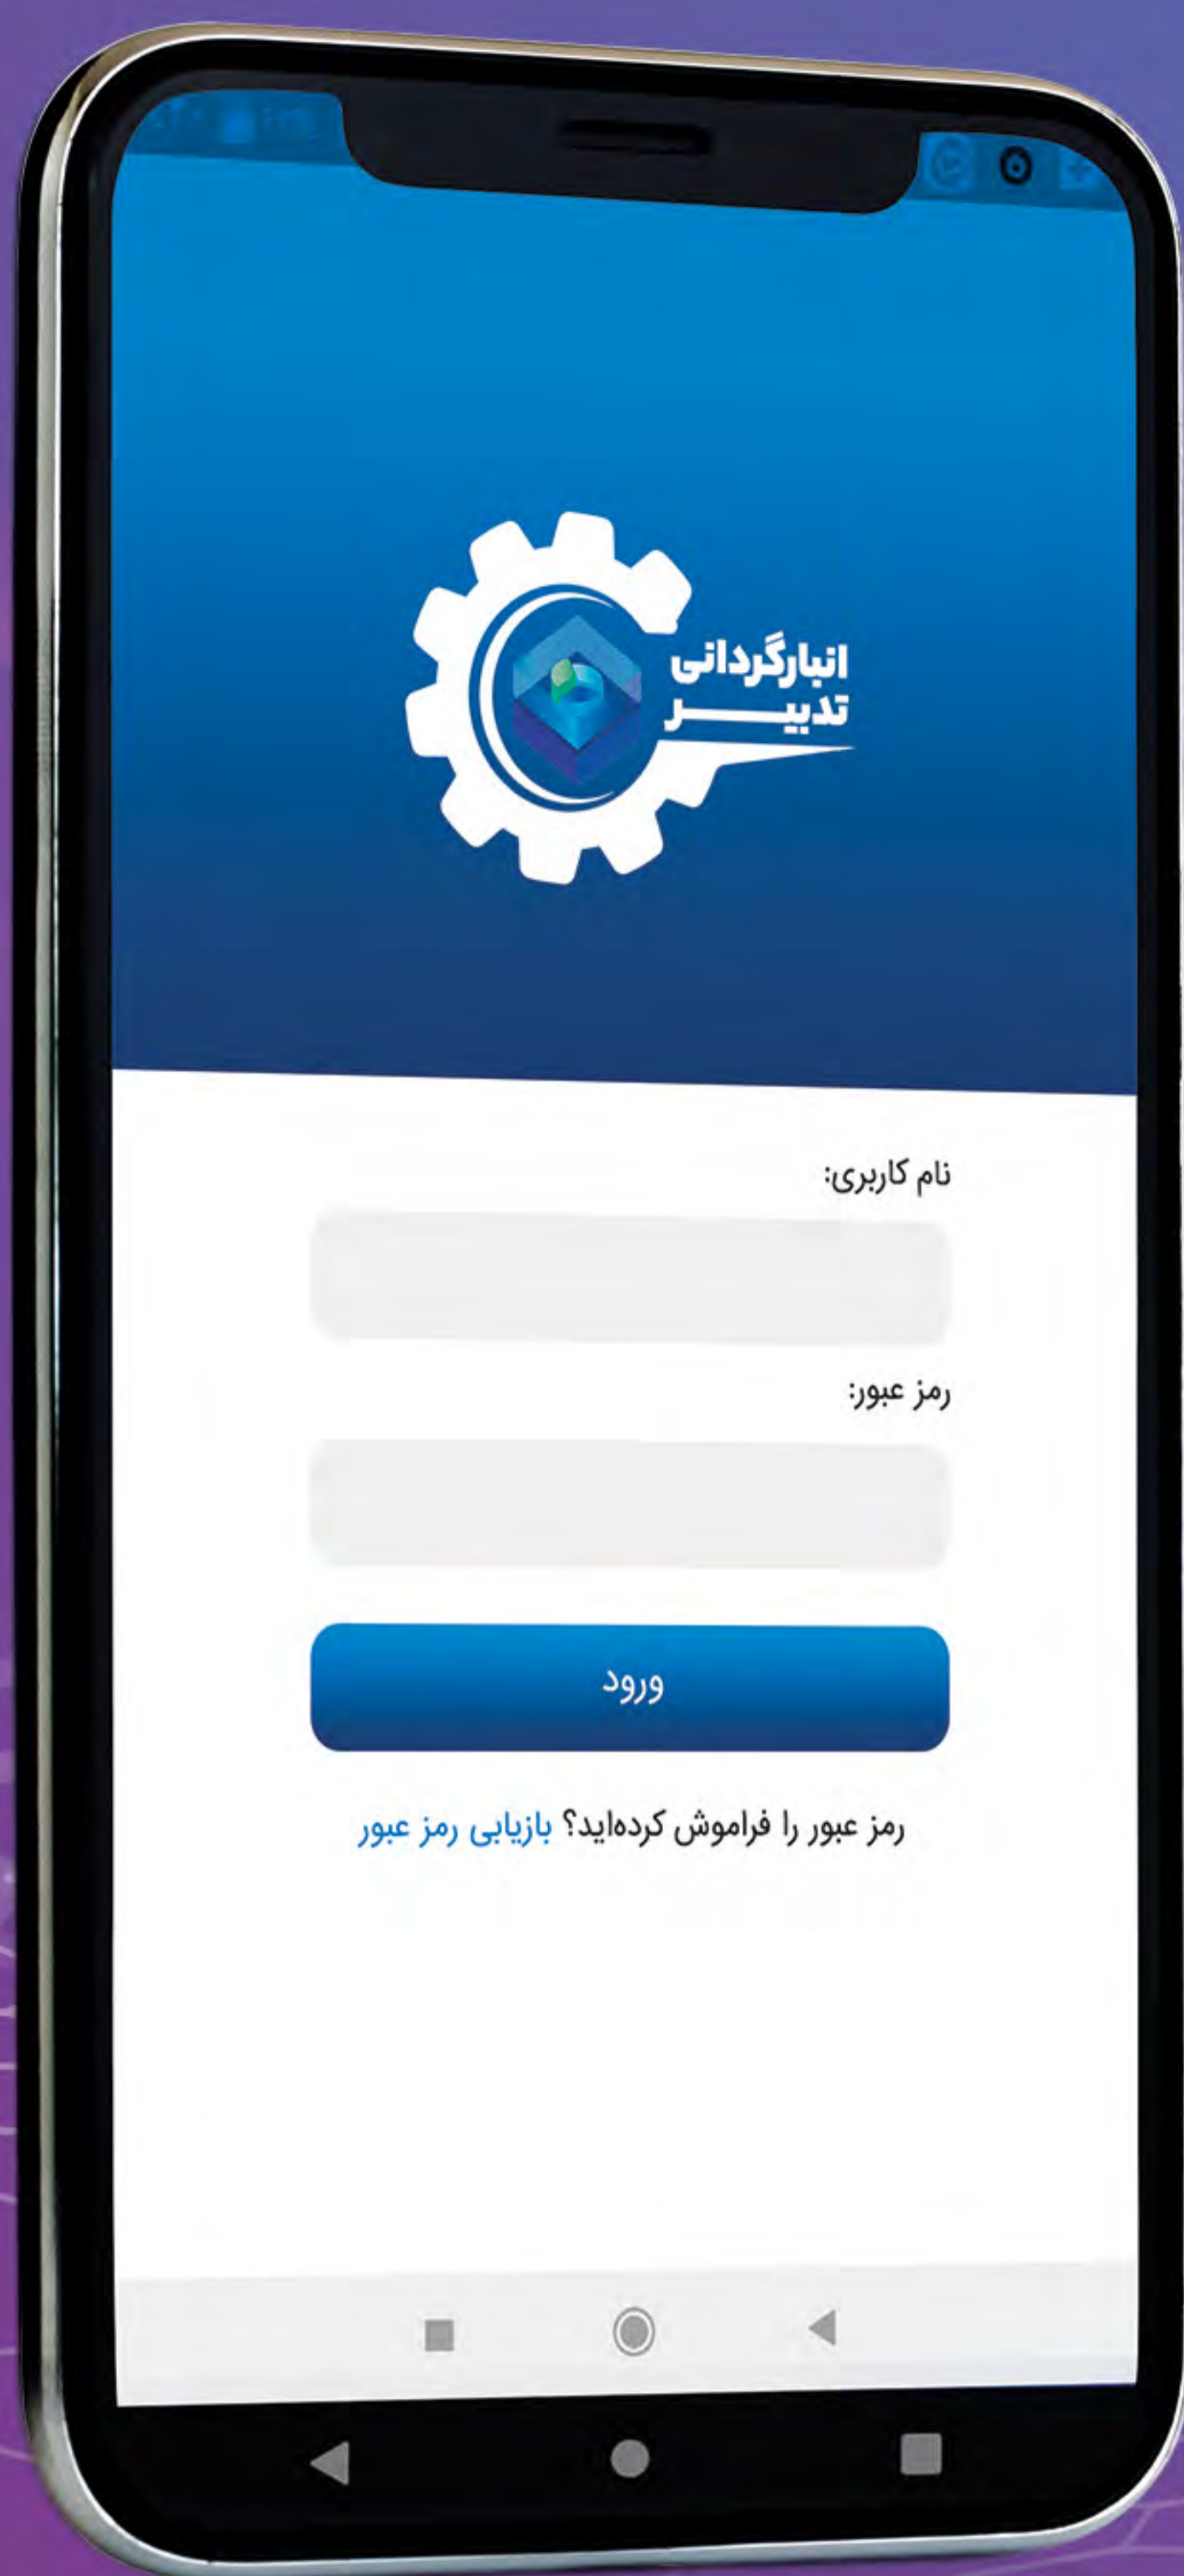 انبارگردانی
تدبیر
نام کاربری:
رمز عبور:
ورود
رمز عبور را فراموش کرده‌اید؟ بازیابی رمز عبور